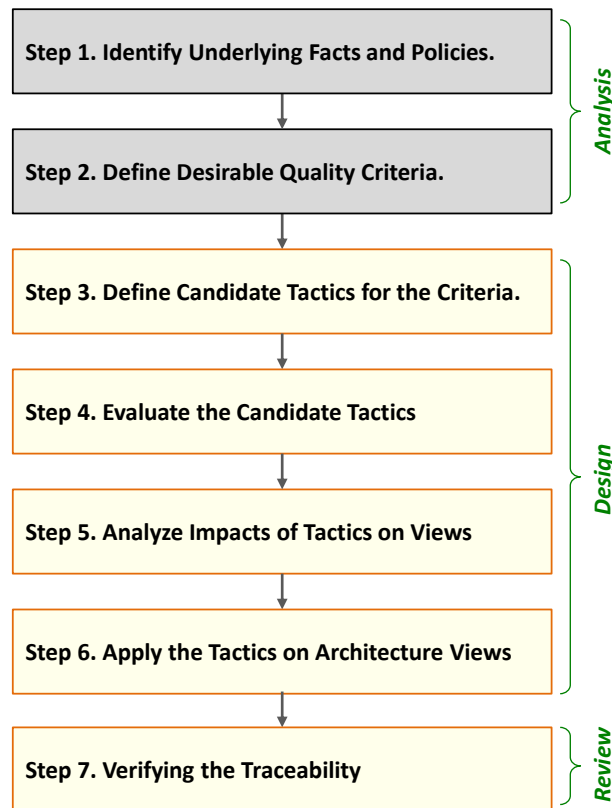 Step 1. Identify Underlying Facts and Policies.
Step 2. Define Desirable Quality Criteria.
Analysis
Step 3. Define Candidate Tactics for the Criteria.
Step 4. Evaluate the Candidate Tactics
Step 5. Analyze Impacts of Tactics on Views
Step 6. Apply the Tactics on Architecture Views
Design
Step 7. Verifying the Traceability
Review